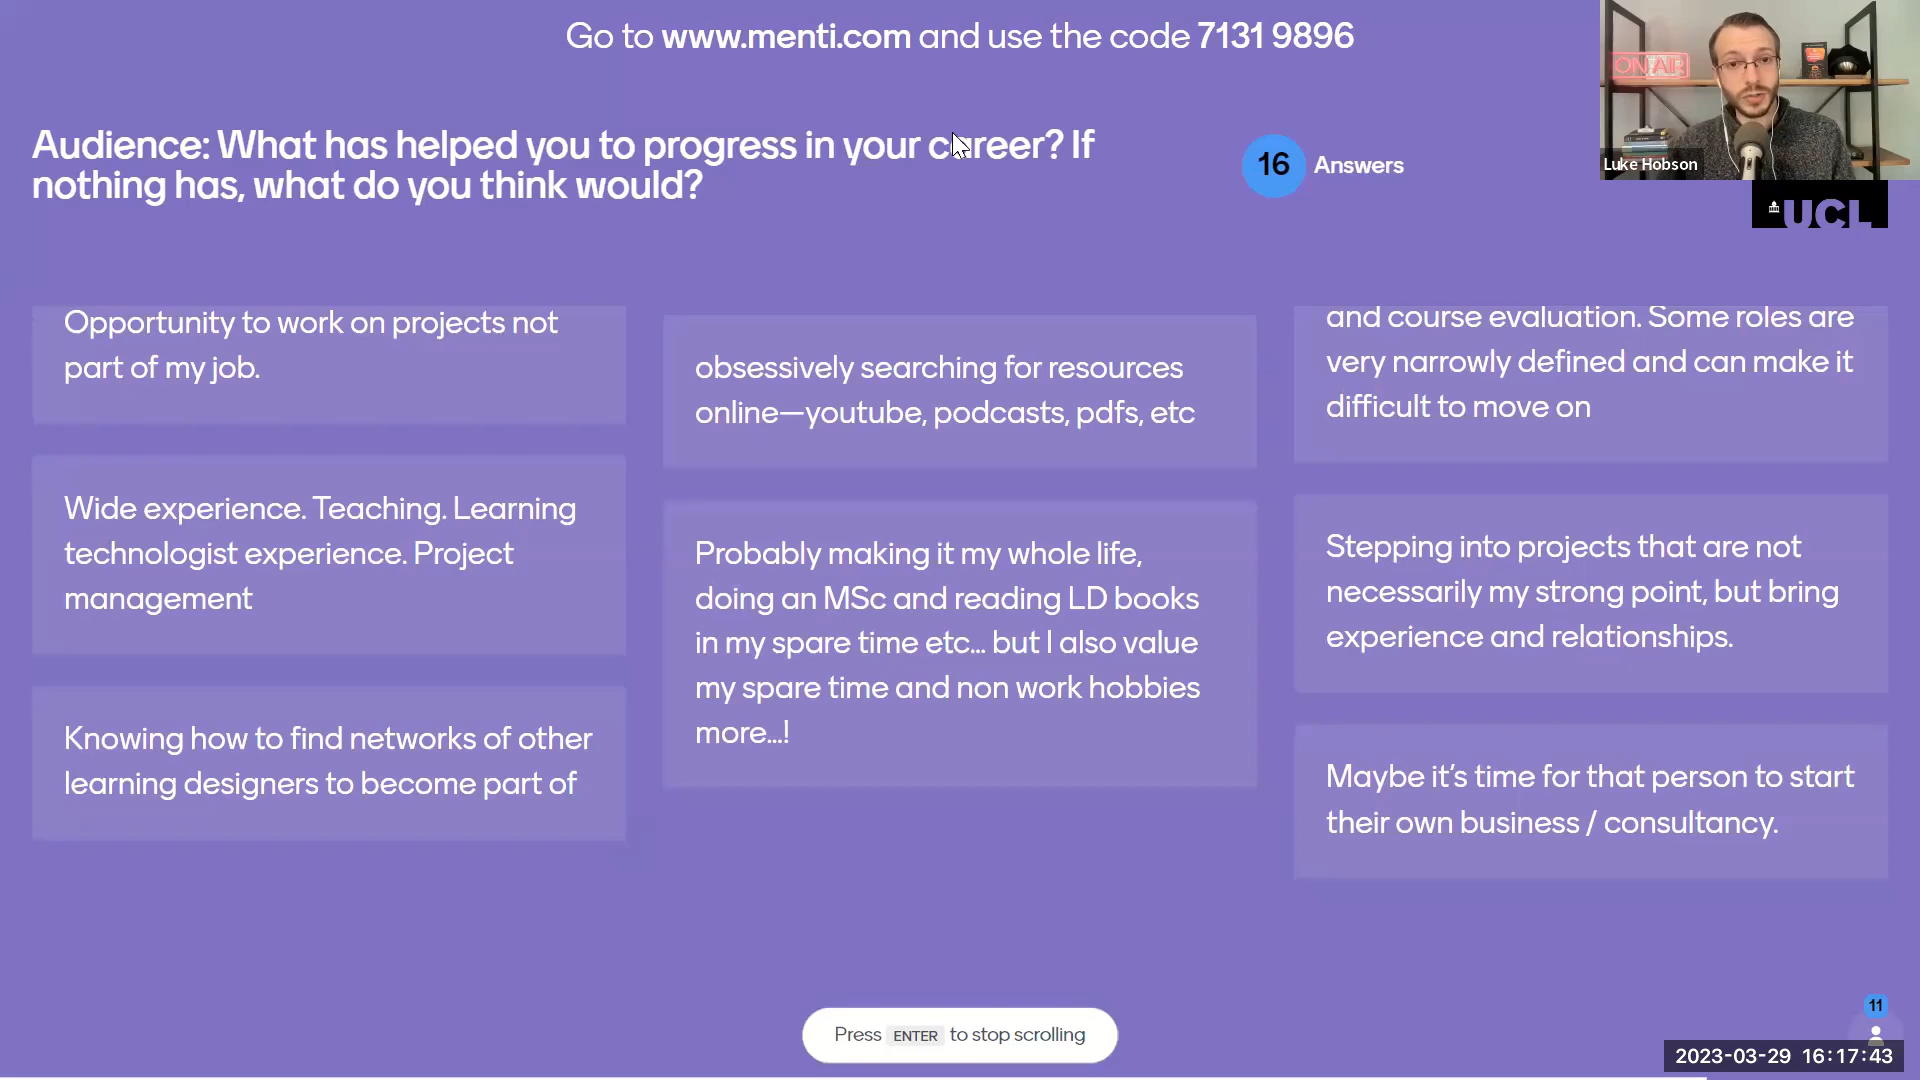 Go to www.menti.com and use the code 7131 9896
Audience: What has helped you to progress in your career? If
nothing has, what do you think would?
16 Answers
ON AIR
Luke Hobson
UCL
Opportunity to work on projects not
part of my job.
Wide experience. Teaching. Learning
technologist experience. Project
management
Knowing how to find networks of other
learning designers to become part of
obsessively searching for resources
online—youtube, podcasts, pdfs, etc
Probably making it my whole life,
doing an MSc and reading LD books
in my spare time etc... but I also value
my spare time and non work hobbies
more...!
and course evaluation. Some roles are
very narrowly defined and can make it
difficult to move on
Stepping into projects that are not
necessarily my strong point, but bring
experience and relationships.
Maybe it's time for that person to start
their own business / consultancy.
Press ENTER to stop scrolling
11
2023-03-29 16:17:43